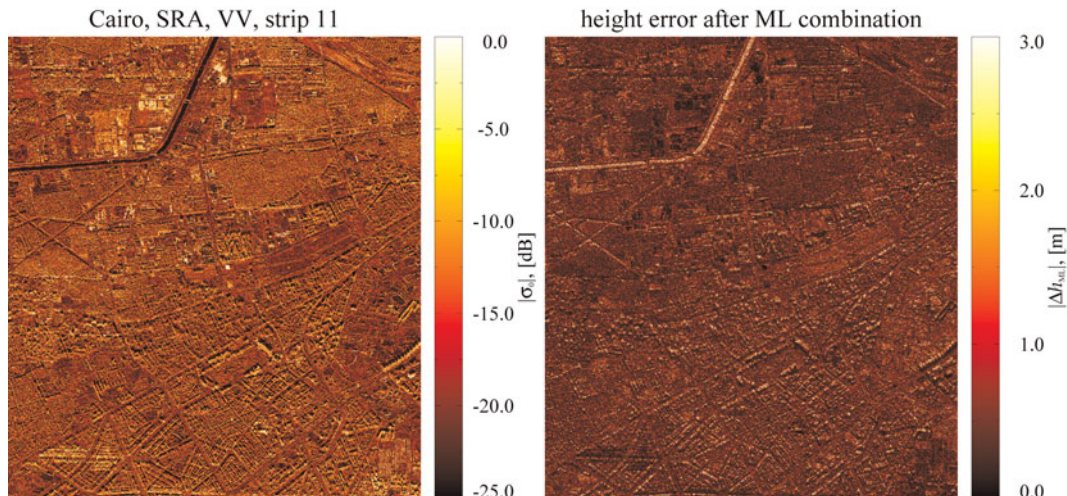 Cairo, SRA, VV, strip 11
0.0
-5.0
-10.0
|σ₀|, [dB]
-15.0
-20.0
-25.0
height error after ML combination
3.0
2.0
|Δh_ML|, [m]
1.0
0.0